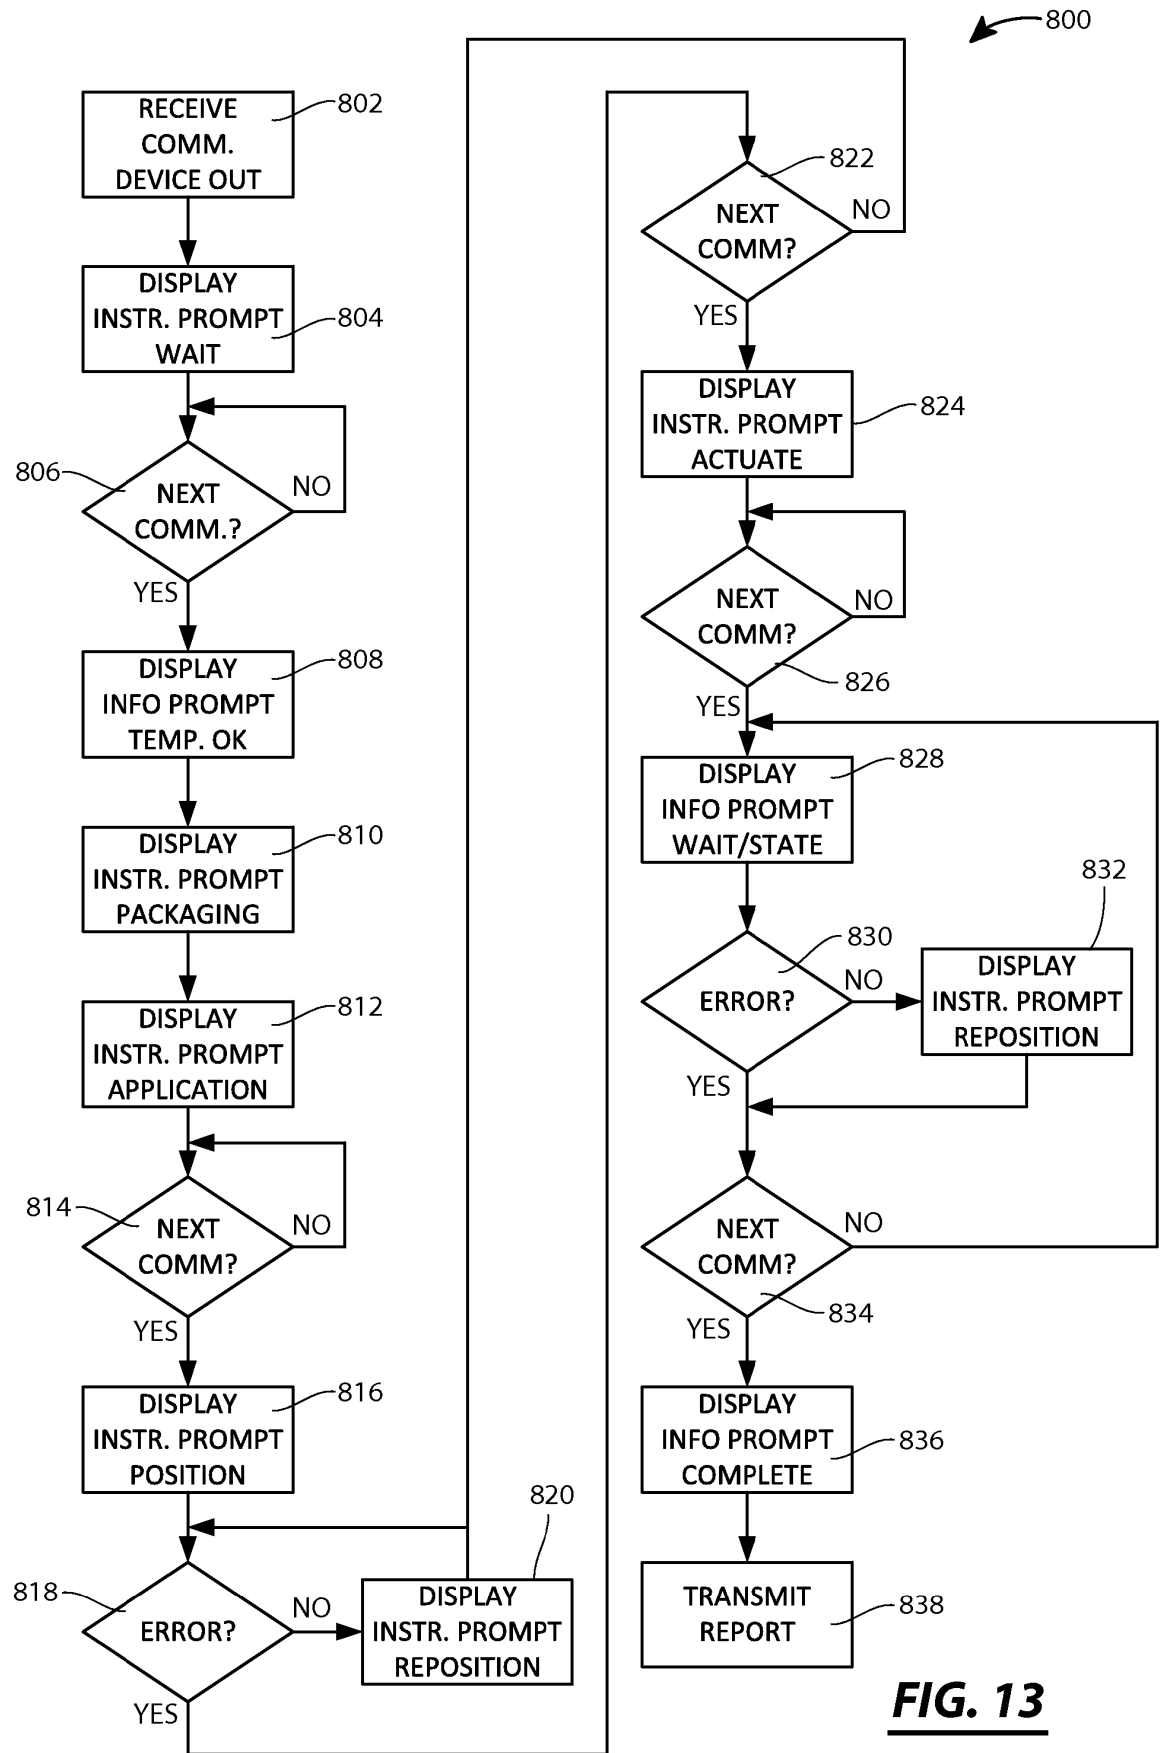 800
RECEIVE
COMM.
DEVICE OUT
802
DISPLAY
INSTR. PROMPT
WAIT
804
806
NEXT
COMM.?
NO
YES
DISPLAY
INFO PROMPT
TEMP. OK
808
DISPLAY
INSTR. PROMPT
PACKAGING
810
DISPLAY
INSTR. PROMPT
APPLICATION
812
814
NEXT
COMM?
NO
YES
DISPLAY
INSTR. PROMPT
POSITION
816
818
ERROR?
NO
YES
820
DISPLAY
INSTR. PROMPT
REPOSITION
822
NEXT
COMM?
NO
YES
DISPLAY
INSTR. PROMPT
ACTUATE
824
NEXT
COMM?
NO
826
YES
DISPLAY
INFO PROMPT
WAIT/STATE
828
830
ERROR?
NO
YES
832
DISPLAY
INSTR. PROMPT
REPOSITION
NEXT
COMM?
NO
834
YES
DISPLAY
INFO PROMPT
COMPLETE
836
TRANSMIT
REPORT
838
FIG. 13